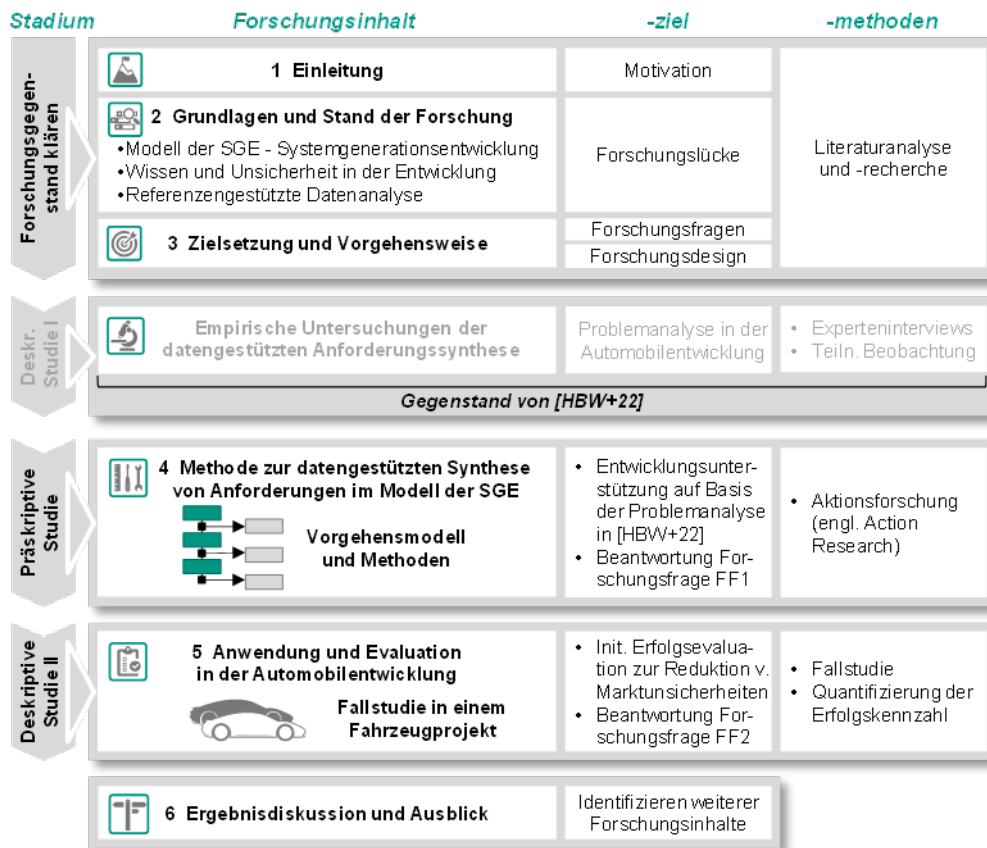 Stadium
Forschungsinhalt
-ziel
-methoden
Forschungsgegen-
stand klären
1 Einleitung
Motivation
2 Grundlagen und Stand der Forschung
•Modell der SGE - Systemgenerationsentwicklung
•Wissen und Unsicherheit in der Entwicklung
•Referenzengestützte Datenanalyse
Forschungslücke
Literaturanalyse
und -recherche
3 Zielsetzung und Vorgehensweise
Forschungsfragen
Forschungsdesign
Deskr.
Studie I
Empirische Untersuchungen der
datengestützten Anforderungssynthese
Problemanalyse in der
Automobilentwicklung
• Experteninterviews
• Teiln. Beobachtung
Gegenstand von [HBW+22]
Präskriptive
Studie
4 Methode zur datengestützten Synthese
von Anforderungen im Modell der SGE
Vorgehensmodell
und Methoden
• Entwicklungsunter-
stützung auf Basis
der Problemanalyse
in [HBW+22]
• Beantwortung For-
schungsfrage FF1
• Aktionsforschung
(engl. Action
Research)
Deskriptive
Studie II
5 Anwendung und Evaluation
in der Automobilentwicklung
Fallstudie in einem
Fahrzeugprojekt
• Init. Erfolgsevalua-
tion zur Reduktion v.
Marktunsicherheiten
• Beantwortung For-
schungsfrage FF2
• Fallstudie
• Quantifizierung der
Erfolgskennzahl
6 Ergebnisdiskussion und Ausblick
Identifizieren weiterer
Forschungsinhalte